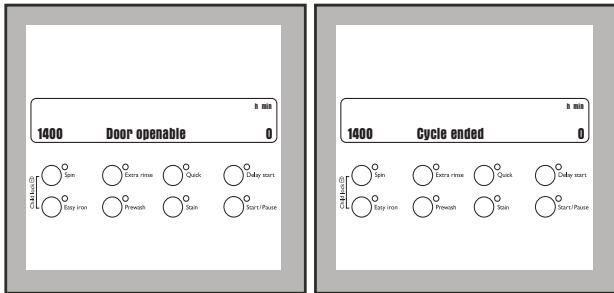 h min
1400 Door openable 0
Spin Extra rinse Quick Delay start
Child lock
Easy iron Prewash Stain Start/Pause
h min
1400 Cycle ended 0
Spin Extra rinse Quick Delay start
Child lock
Easy iron Prewash Stain Start/Pause